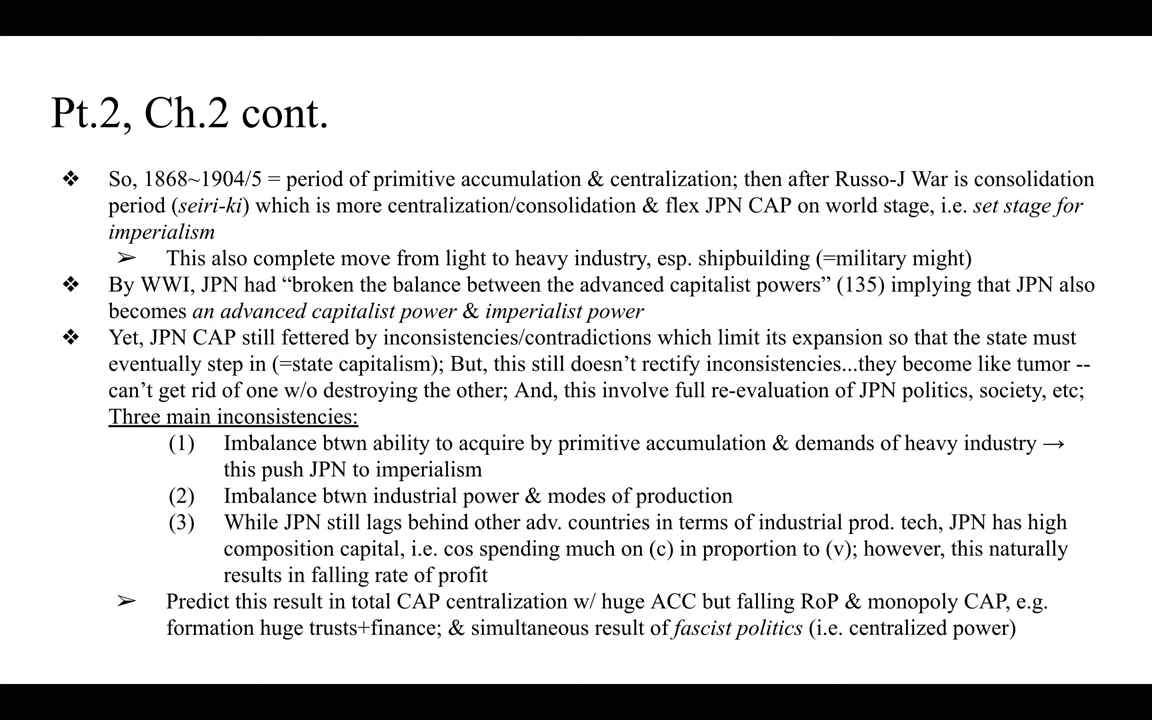 Pt.2, Ch.2 cont.
❖ So, 1868~1904/5 = period of primitive accumulation & centralization; then after Russo-J War is consolidation
period (seiri-ki) which is more centralization/consolidation & flex JPN CAP on world stage, i.e. set stage for
imperialism
➢ This also complete move from light to heavy industry, esp. shipbuilding (=military might)
❖ By WWI, JPN had “broken the balance between the advanced capitalist powers” (135) implying that JPN also
becomes an advanced capitalist power & imperialist power
❖ Yet, JPN CAP still fettered by inconsistencies/contradictions which limit its expansion so that the state must
eventually step in (=state capitalism); But, this still doesn’t rectify inconsistencies...they become like tumor --
can’t get rid of one w/o destroying the other; And, this involve full re-evaluation of JPN politics, society, etc;
Three main inconsistencies:
(1) Imbalance btwn ability to acquire by primitive accumulation & demands of heavy industry →
this push JPN to imperialism
(2) Imbalance btwn industrial power & modes of production
(3) While JPN still lags behind other adv. countries in terms of industrial prod. tech, JPN has high
composition capital, i.e. cos spending much on (c) in proportion to (v); however, this naturally
results in falling rate of profit
➢ Predict this result in total CAP centralization w/ huge ACC but falling RoP & monopoly CAP, e.g.
formation huge trusts+finance; & simultaneous result of fascist politics (i.e. centralized power)